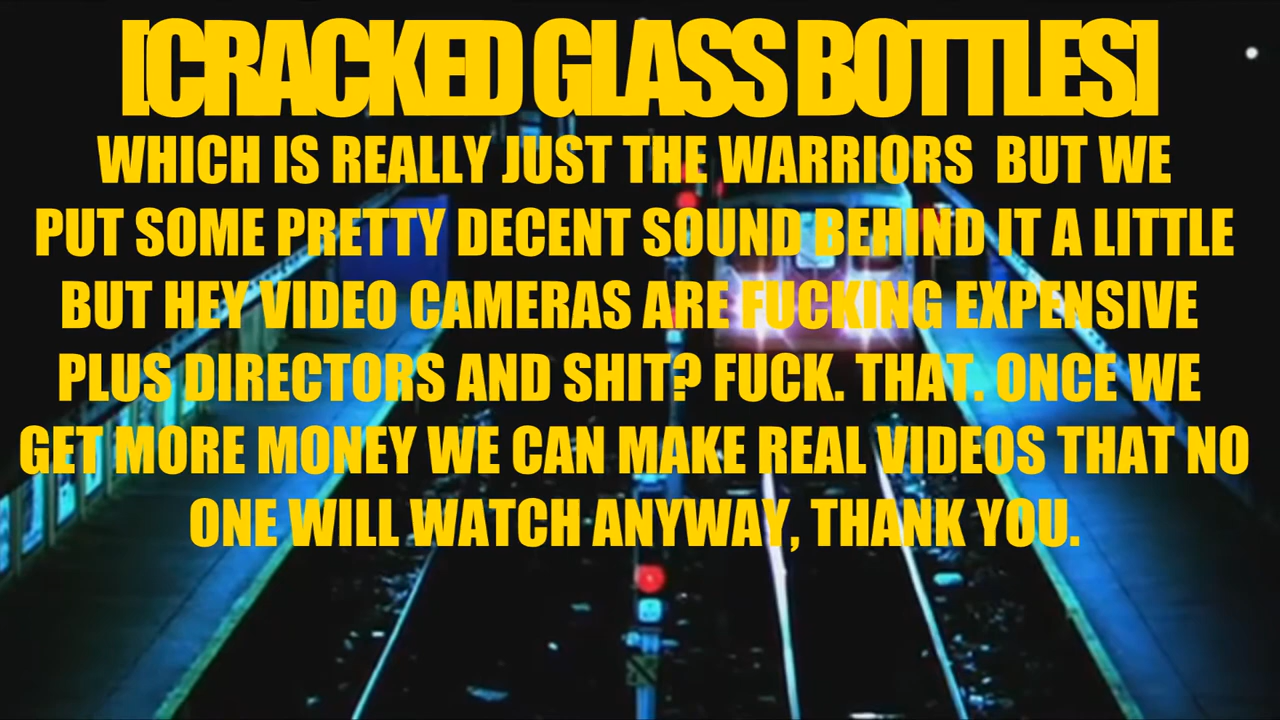 [CRACKED GLASS BOTTLES]
WHICH IS REALLY JUST THE WARRIORS BUT WE
PUT SOME PRETTY DECENT SOUND BEHIND IT A LITTLE
BUT HEY VIDEO CAMERAS ARE FUCKING EXPENSIVE
PLUS DIRECTORS AND SHIT? FUCK. THAT. ONCE WE
GET MORE MONEY WE CAN MAKE REAL VIDEOS THAT NO
ONE WILL WATCH ANYWAY, THANK YOU.